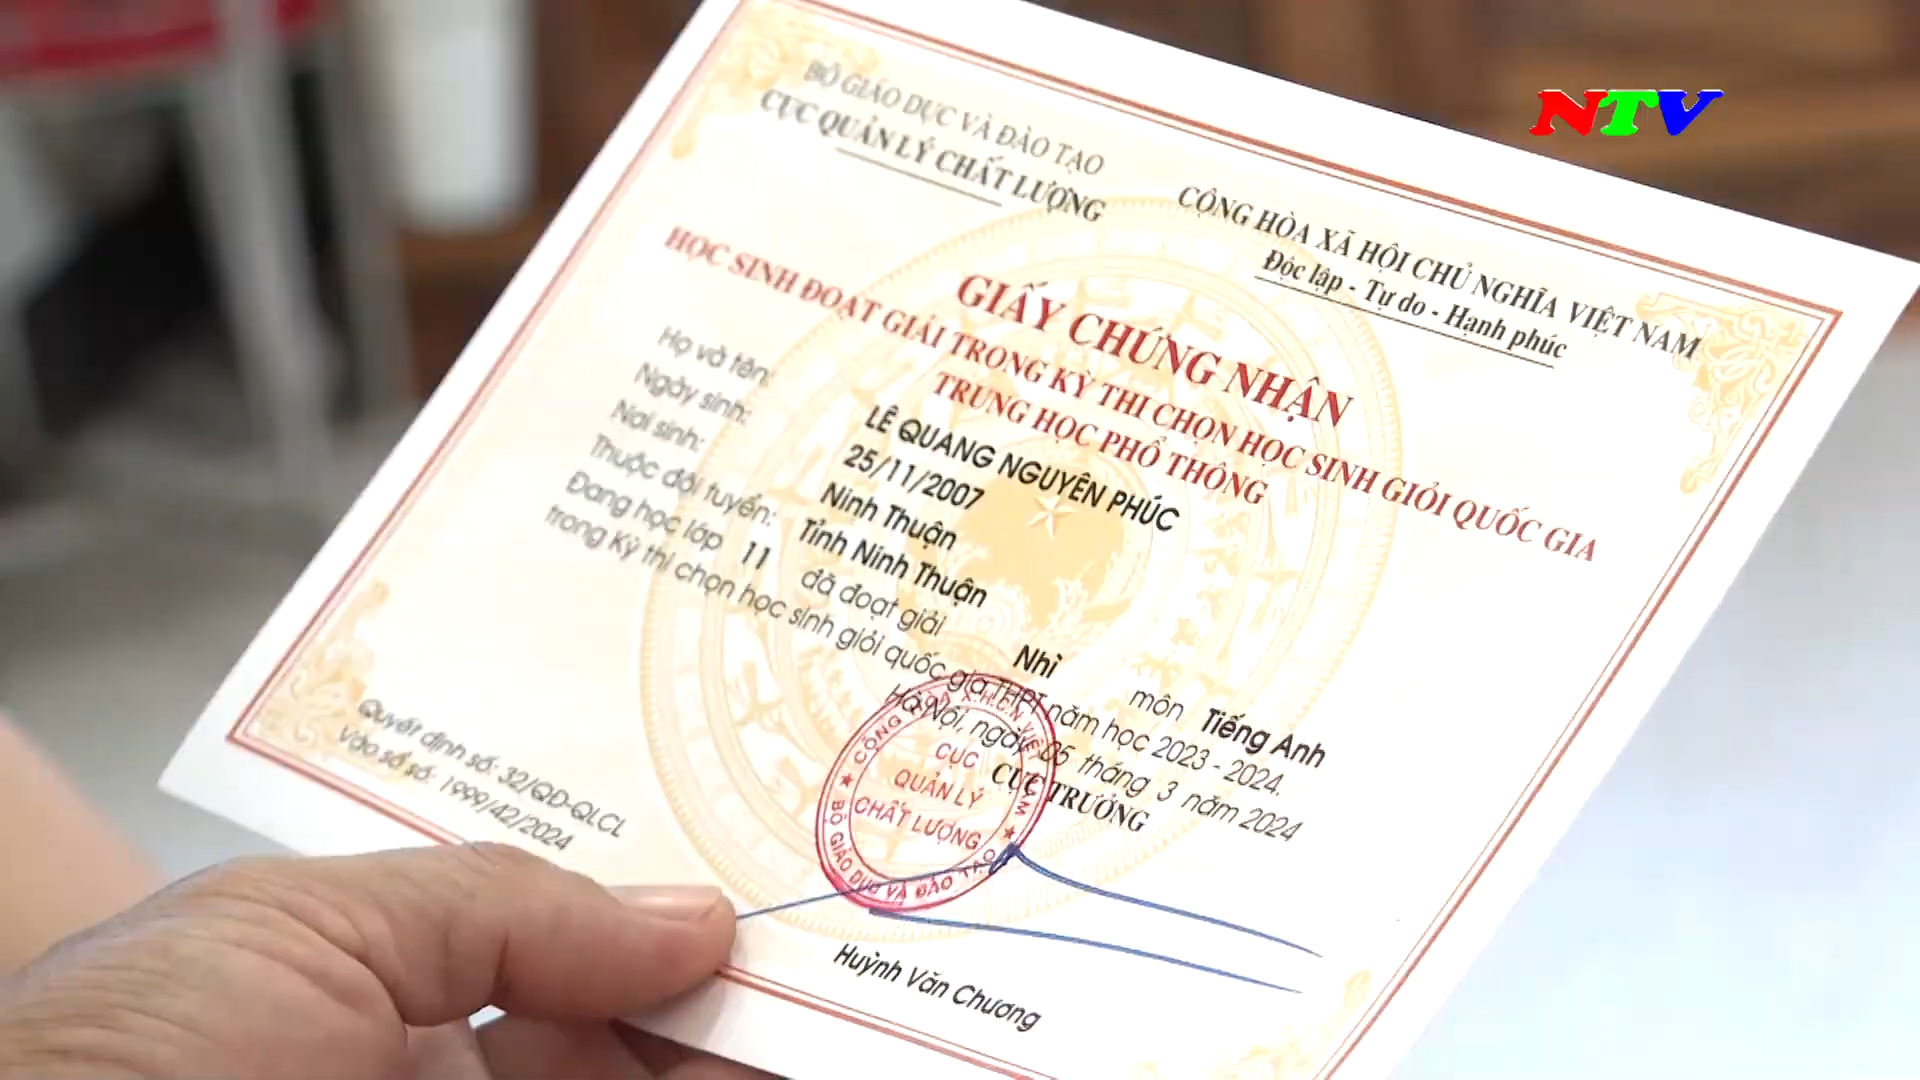 NTV
BỘ GIÁO DỤC VÀ ĐÀO TẠO
CỤC QUẢN LÝ CHẤT LƯỢNG
CỘNG HÒA XÃ HỘI CHỦ NGHĨA VIỆT NAM
Độc lập - Tự do - Hạnh phúc
GIẤY CHỨNG NHẬN
HỌC SINH ĐOẠT GIẢI TRONG KỲ THI CHỌN HỌC SINH GIỎI QUỐC GIA
TRUNG HỌC PHỔ THÔNG
Họ và tên: LÊ QUANG NGUYÊN PHÚC
Ngày sinh: 25/11/2007
Nơi sinh: Ninh Thuận
Thuộc đội tuyển: Tỉnh Ninh Thuận
Đang học lớp 11 đã đoạt giải Nhì môn Tiếng Anh
trong Kỳ thi chọn học sinh giỏi quốc gia THPT năm học 2023 - 2024.
Hà Nội, ngày 05 tháng 3 năm 2024
CỤC TRƯỞNG
CỘNG HÒA X.H.C.N VIỆT NAM
CỤC
QUẢN LÝ
CHẤT LƯỢNG
BỘ GIÁO DỤC VÀ ĐÀO TẠO
Quyết định số: 32/QĐ-QLCL
Vào sổ số: 1999/42/2024
Huỳnh Văn Chương